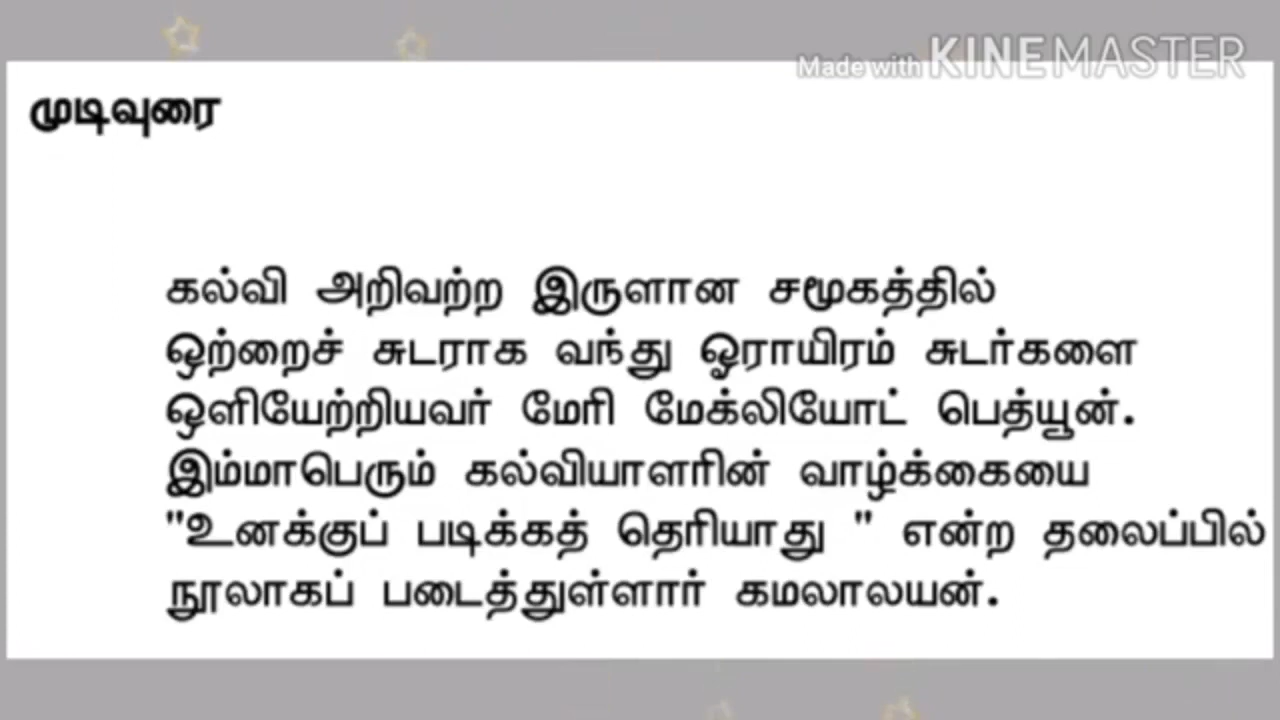 Made with KINEMASTER
முடிவுரை
கல்வி அறிவற்ற இருளான சமூகத்தில்
ஒற்றைச் சுடராக வந்து ஓராயிரம் சுடர்களை
ஒளியேற்றியவர் மேரி மேக்லியோட் பெத்யூன்.
இம்மாபெரும் கல்வியாளரின் வாழ்க்கையை
"உனக்குப் படிக்கத் தெரியாது " என்ற தலைப்பில்
நூலாகப் படைத்துள்ளார் கமலாலயன்.